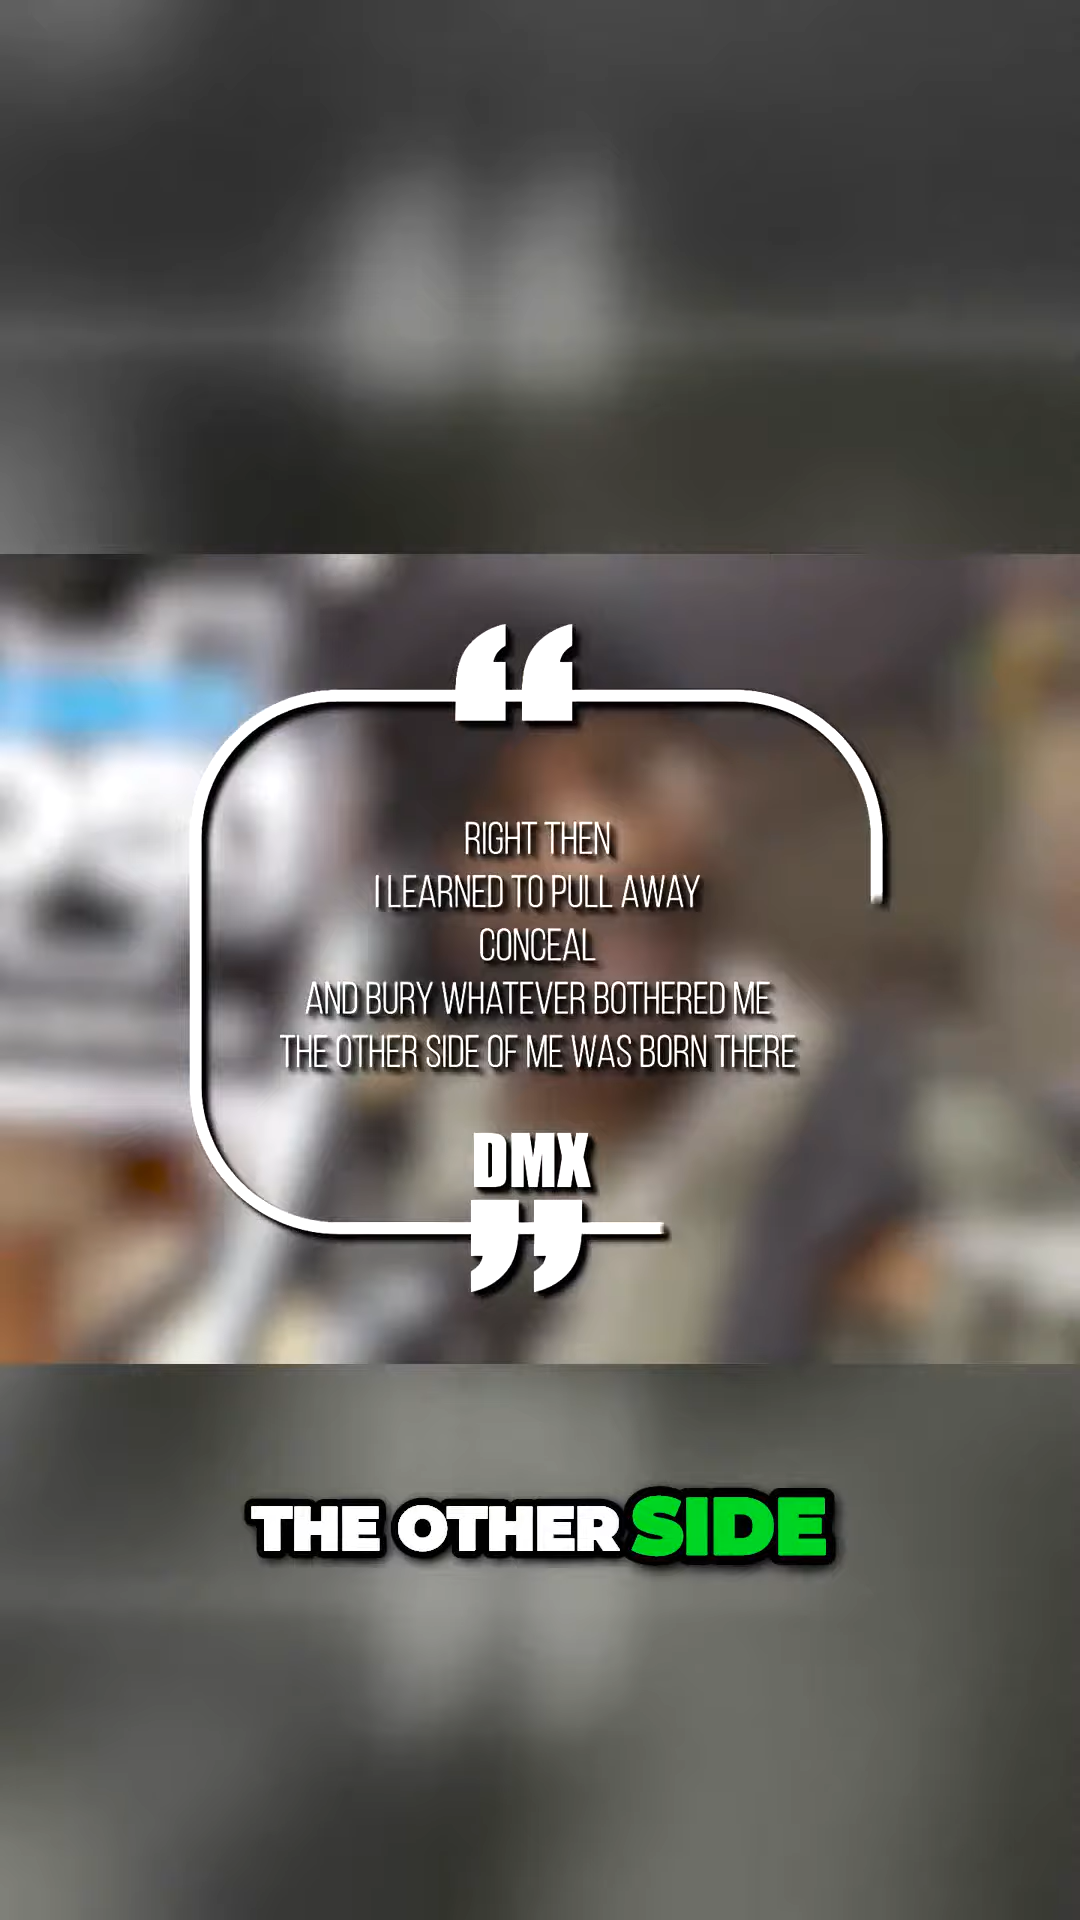 RIGHT THEN
I LEARNED TO PULL AWAY
CONCEAL
AND BURY WHATEVER BOTHERED ME
THE OTHER SIDE OF ME WAS BORN THERE
DMX
THE OTHER SIDE